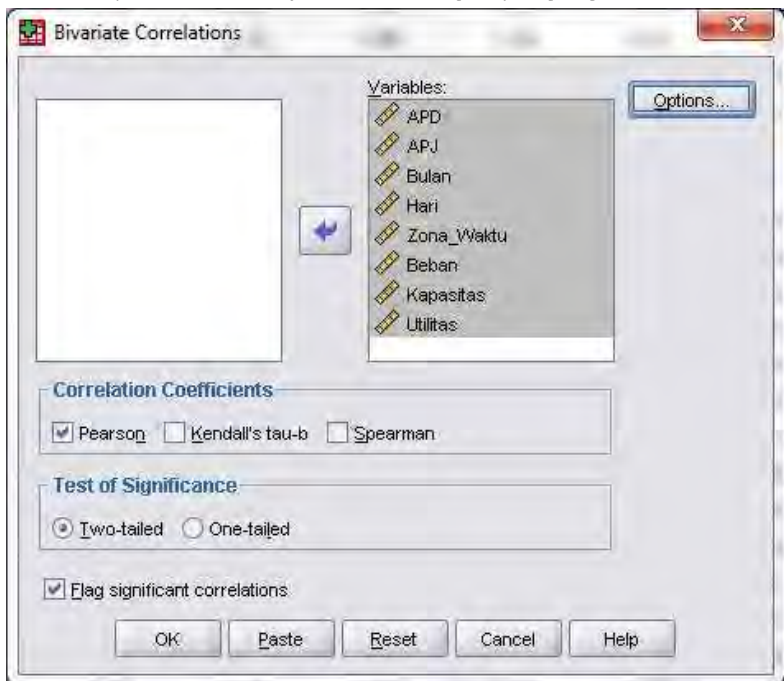 Bivariate Correlations
Variables:
APD
APJ
Bulan
Hari
Zona_Waktu
Beban
Kapasitas
Utilitas
Options...
Correlation Coefficients
Pearson Kendall's tau-b Spearman
Test of Significance
Two-tailed One-tailed
Flag significant correlations
OK Paste Reset Cancel Help